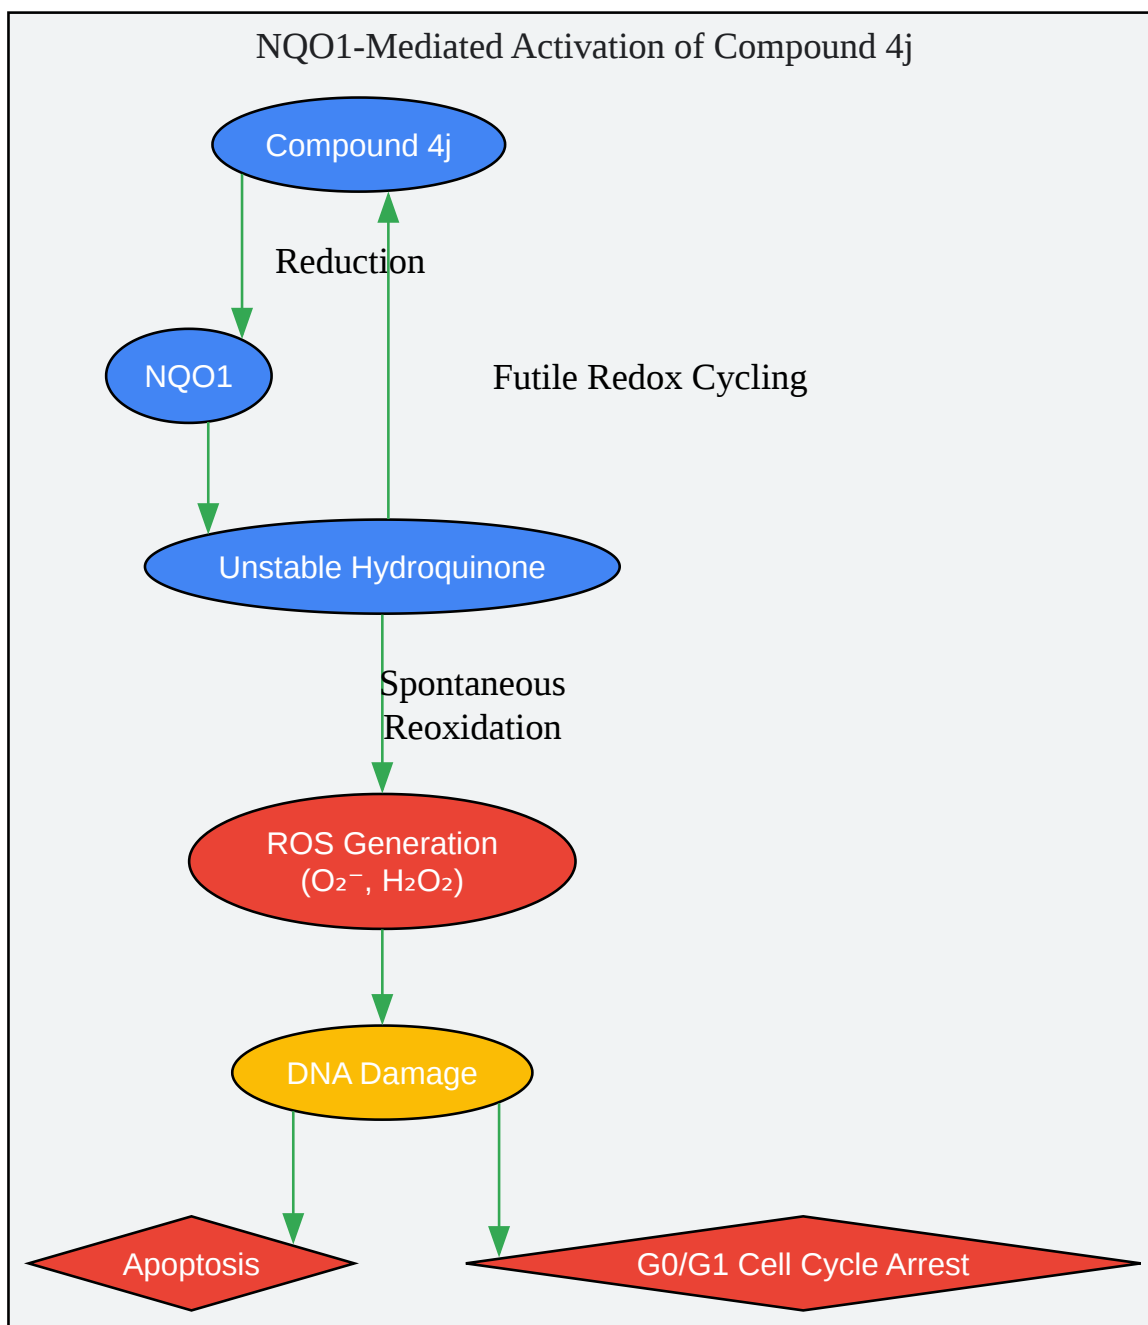 NQO1-Mediated Activation of Compound 4j
Compound 4j
Reduction
NQO1
Futile Redox Cycling
Unstable Hydroquinone
Spontaneous
Reoxidation
ROS Generation
(O₂⁻, H₂O₂)
DNA Damage
Apoptosis
G0/G1 Cell Cycle Arrest